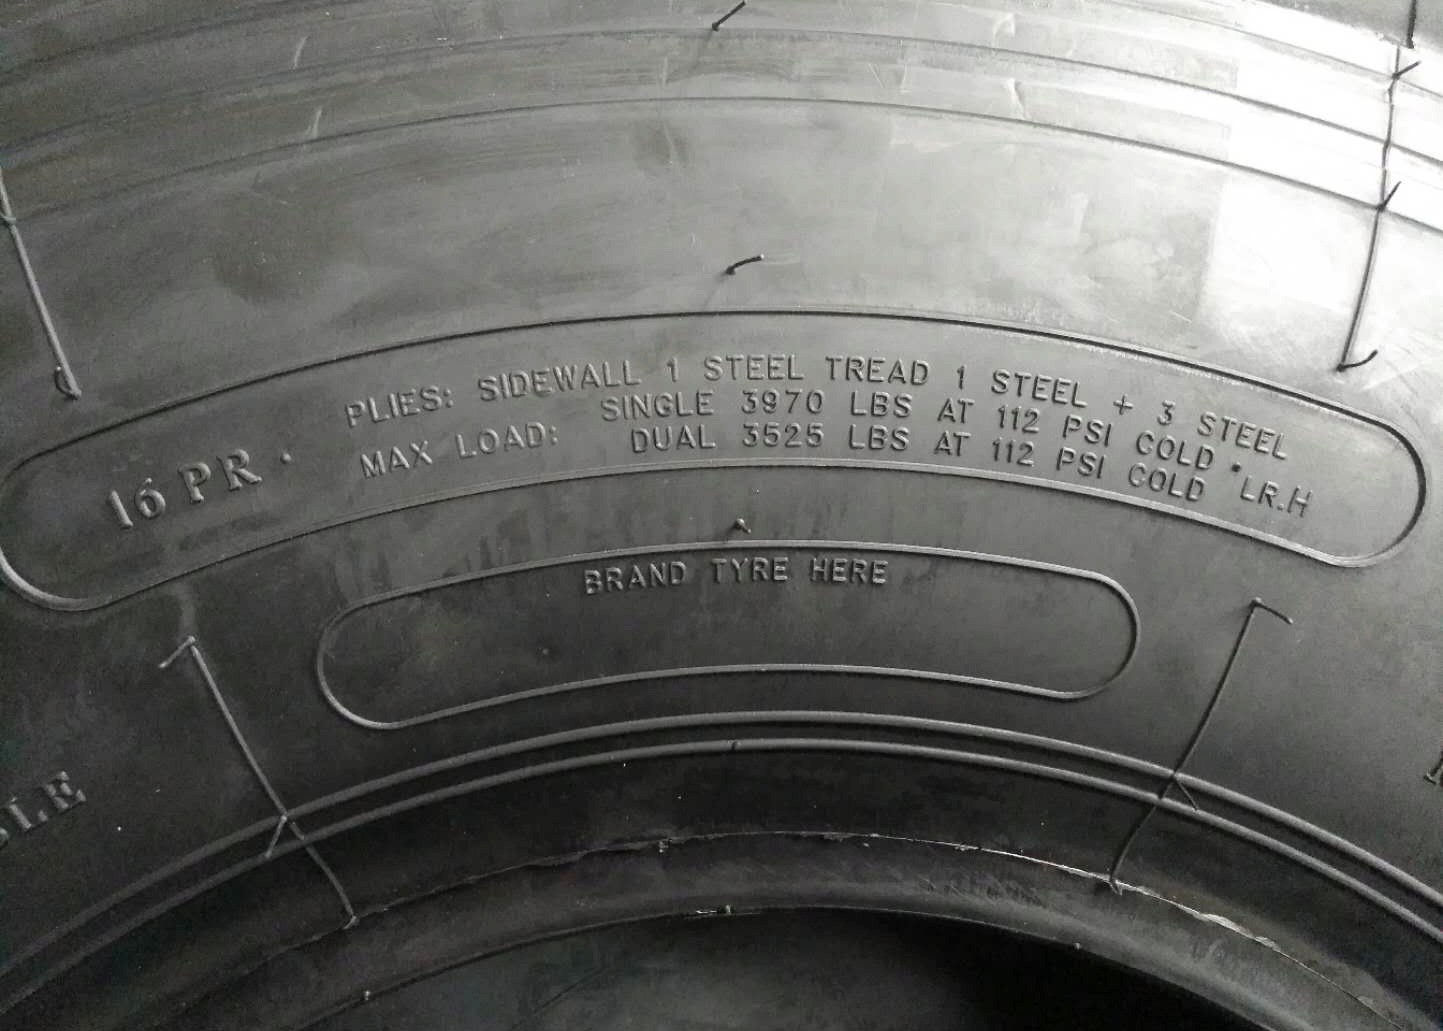 PLIES: SIDEWALL 1 STEEL TREAD 1 STEEL + 3 STEEL
16 PR . MAX LOAD: SINGLE 3970 LBS AT 112 PSI COLD . LR.H
DUAL 3525 LBS AT 112 PSI COLD
BRAND TYRE HERE